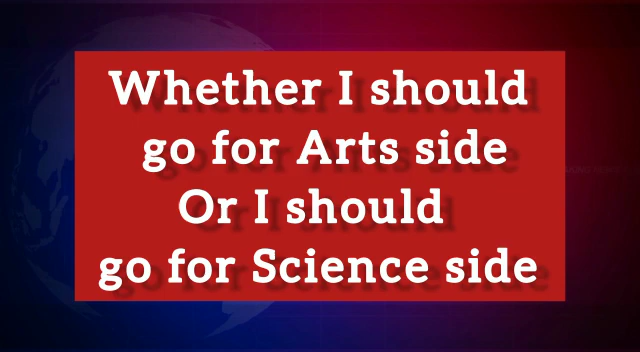 Whether I should
go for Arts side
Or I should
go for Science side